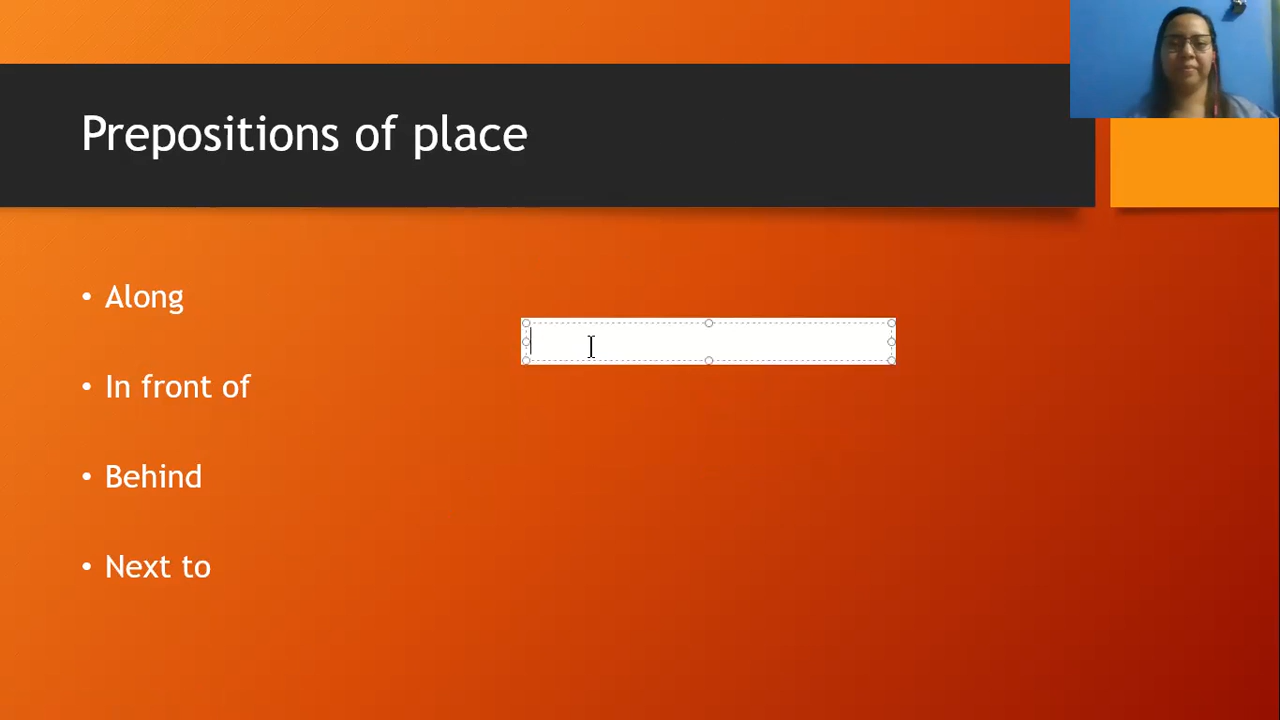 Prepositions of place
• Along
• In front of
• Behind
• Next to